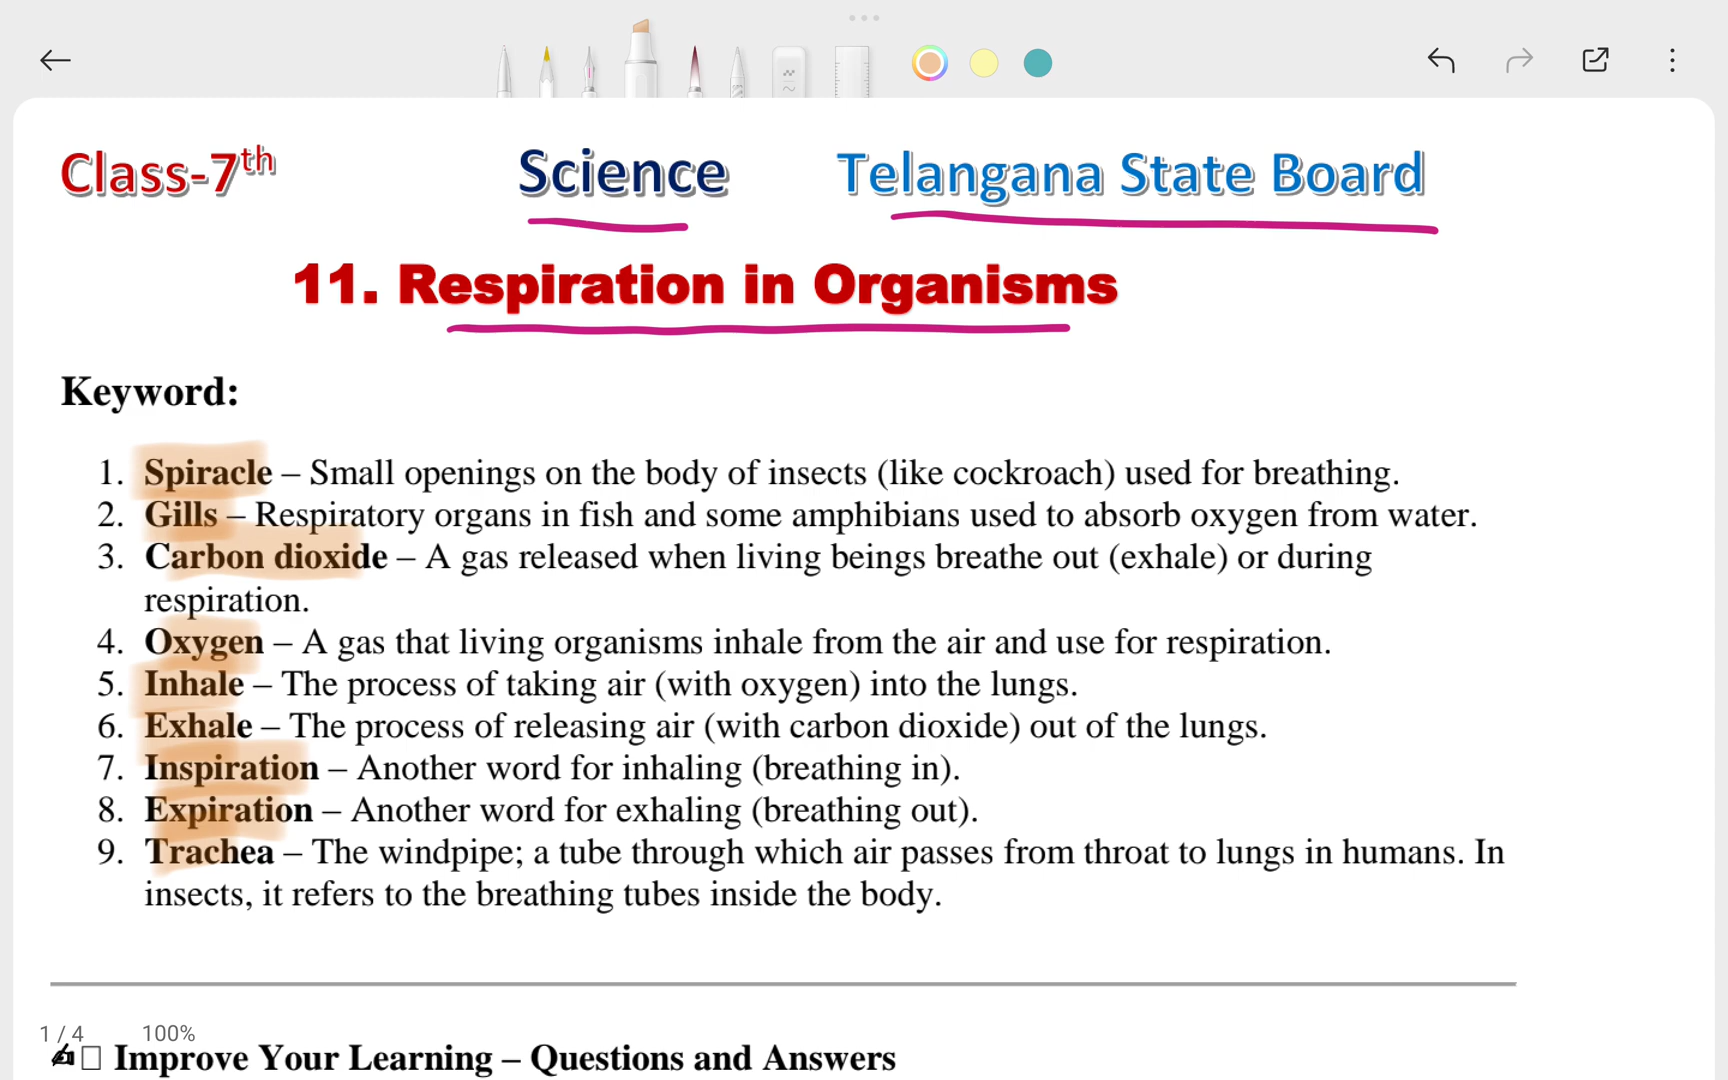 Class-7th Science Telangana State Board
11. Respiration in Organisms
Keyword:
1. Spiracle – Small openings on the body of insects (like cockroach) used for breathing.
2. Gills – Respiratory organs in fish and some amphibians used to absorb oxygen from water.
3. Carbon dioxide – A gas released when living beings breathe out (exhale) or during
respiration.
4. Oxygen – A gas that living organisms inhale from the air and use for respiration.
5. Inhale – The process of taking air (with oxygen) into the lungs.
6. Exhale – The process of releasing air (with carbon dioxide) out of the lungs.
7. Inspiration – Another word for inhaling (breathing in).
8. Expiration – Another word for exhaling (breathing out).
9. Trachea – The windpipe; a tube through which air passes from throat to lungs in humans. In
insects, it refers to the breathing tubes inside the body.
1 / 4 100%
✍□ Improve Your Learning – Questions and Answers